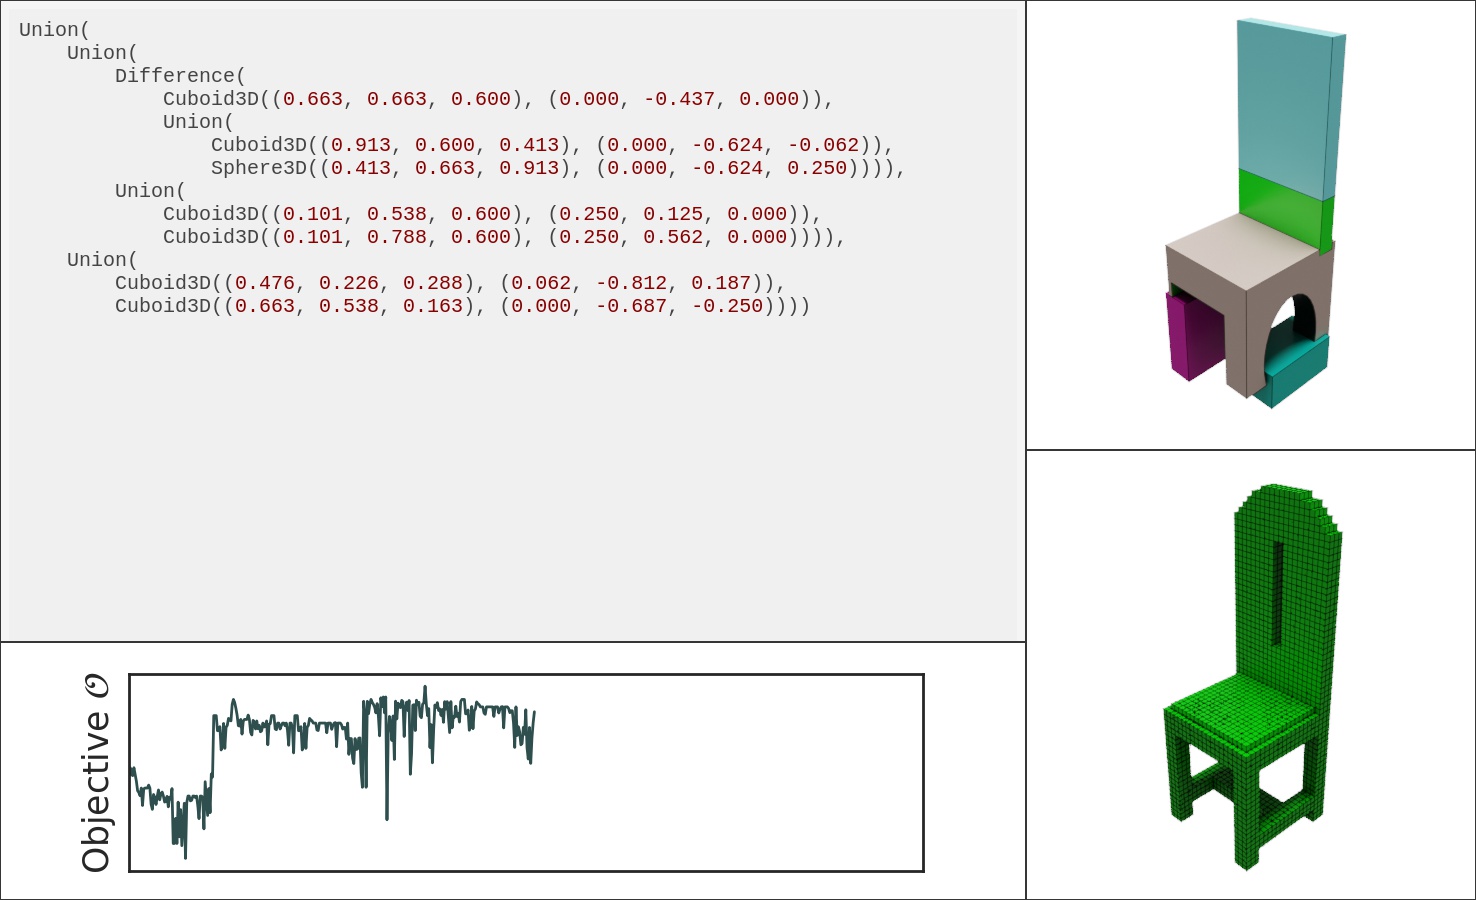 Union(
    Union(
        Difference(
            Cuboid3D((0.663, 0.663, 0.600), (0.000, -0.437, 0.000)),
            Union(
                Cuboid3D((0.913, 0.600, 0.413), (0.000, -0.624, -0.062)),
                Sphere3D((0.413, 0.663, 0.913), (0.000, -0.624, 0.250)))),
        Union(
            Cuboid3D((0.101, 0.538, 0.600), (0.250, 0.125, 0.000)),
            Cuboid3D((0.101, 0.788, 0.600), (0.250, 0.562, 0.000)))),
    Union(
        Cuboid3D((0.476, 0.226, 0.288), (0.062, -0.812, 0.187)),
        Cuboid3D((0.663, 0.538, 0.163), (0.000, -0.687, -0.250))))
Objective 𝒪